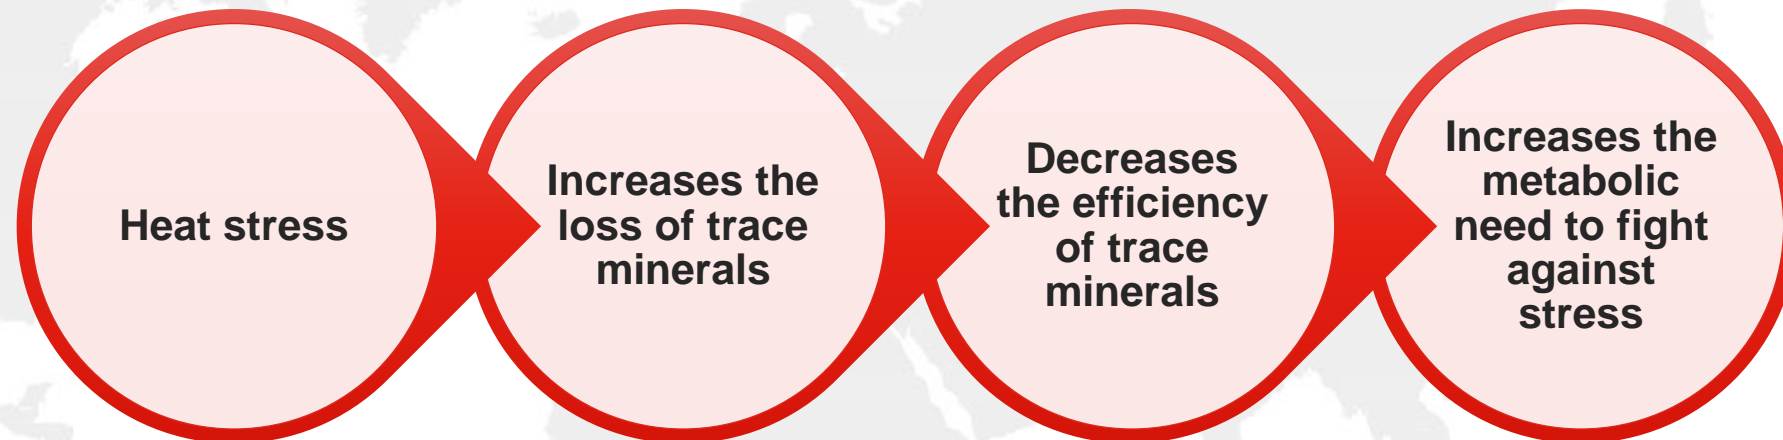 Heat stress
Increases the
loss of trace
minerals
Decreases
the efficiency
of trace
minerals
Increases the
metabolic
need to fight
against
stress